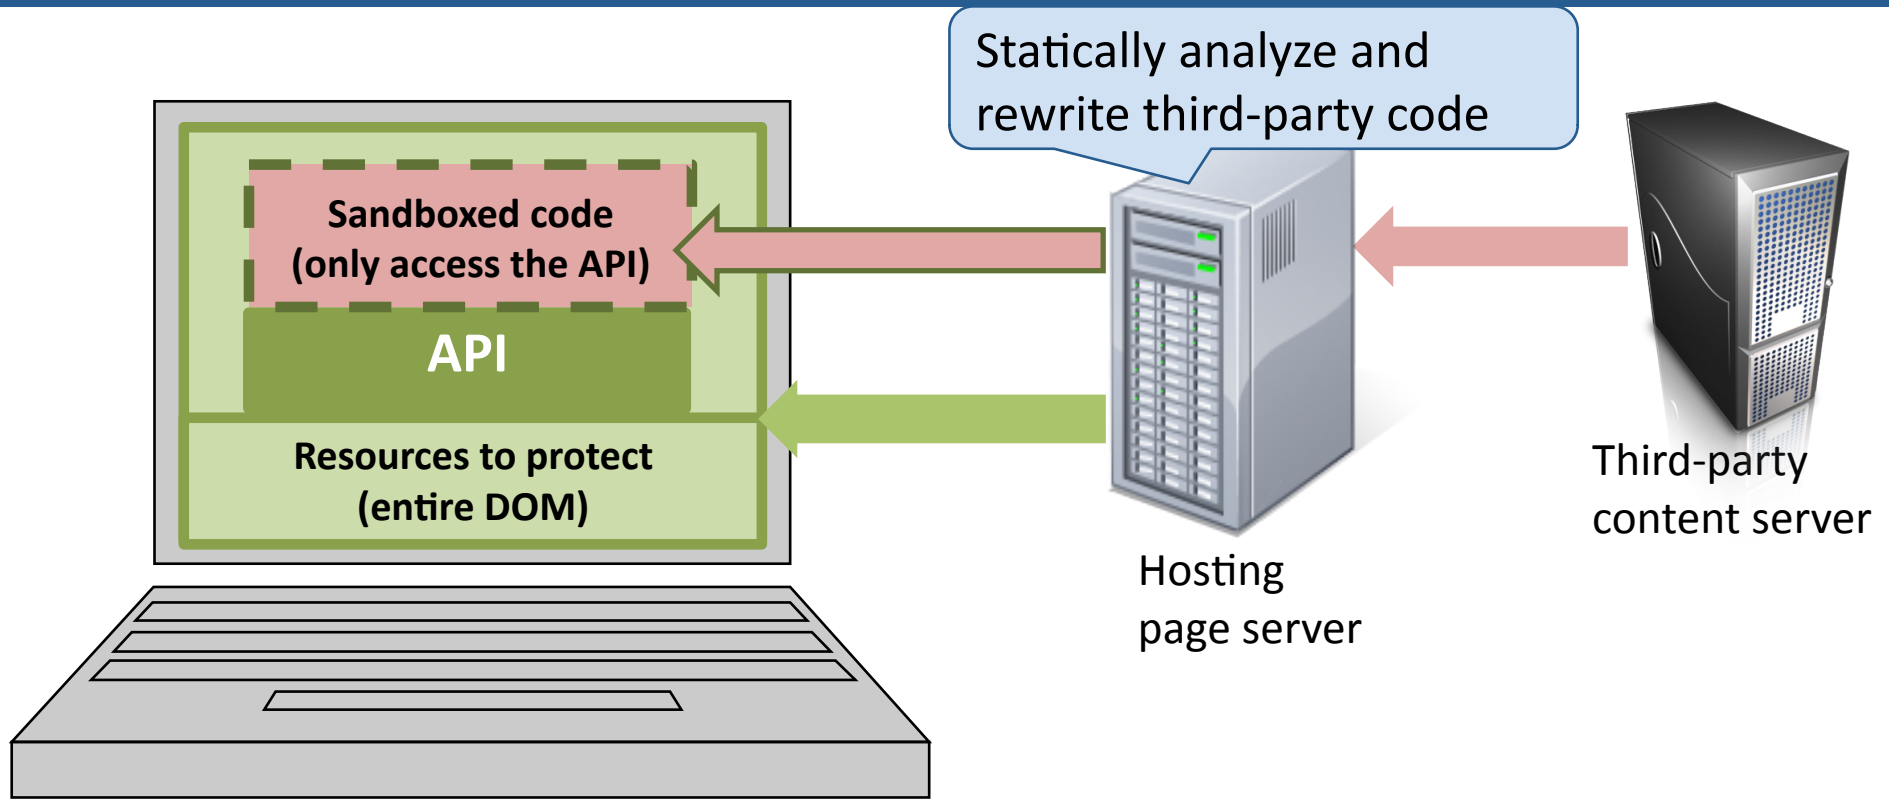 Statically analyze and
rewrite third-party code
Sandboxed code
(only access the API)
API
Resources to protect
(entire DOM)
Hosting
page server
Third-party
content server